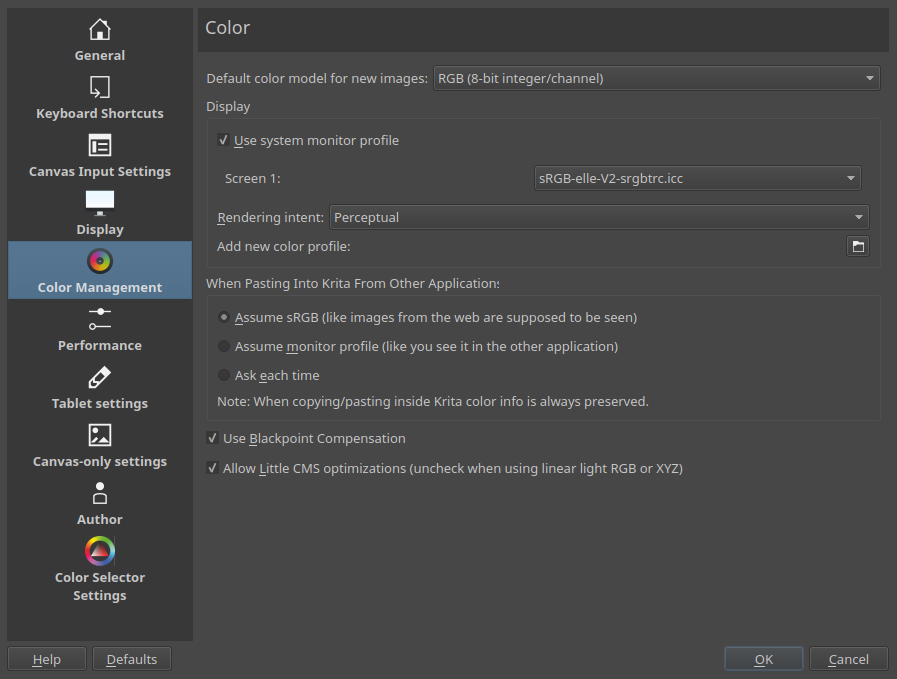 General
Keyboard Shortcuts
Canvas Input Settings
Display
Color Management
Performance
Tablet settings
Canvas-only settings
Author
Color Selector
Settings
Color
Default color model for new images: RGB (8-bit integer/channel)
Display
Use system monitor profile
Screen 1: sRGB-elle-V2-srgbtrc.icc
Rendering intent: Perceptual
Add new color profile:
When Pasting Into Krita From Other Applications
Assume sRGB (like images from the web are supposed to be seen)
Assume monitor profile (like you see it in the other application)
Ask each time
Note: When copying/pasting inside Krita color info is always preserved.
Use Blackpoint Compensation
Allow Little CMS optimizations (uncheck when using linear light RGB or XYZ)
Help Defaults OK Cancel